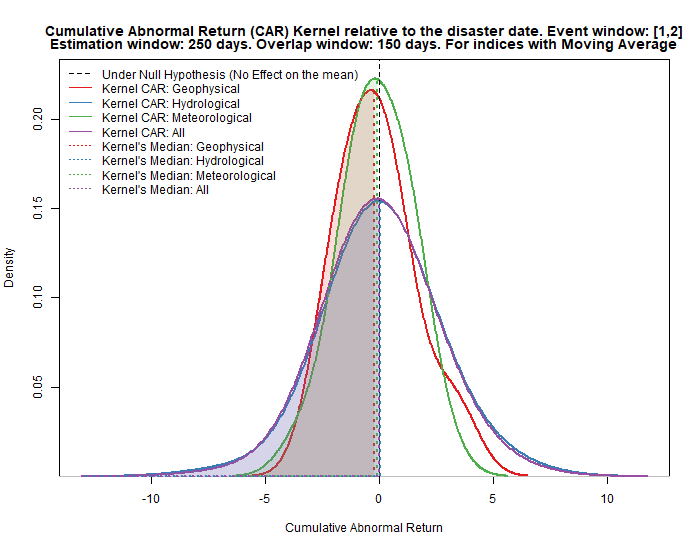 Cumulative Abnormal Return (CAR) Kernel relative to the disaster date. Event window: [1,2]
Estimation window: 250 days. Overlap window: 150 days. For indices with Moving Average
Under Null Hypothesis (No Effect on the mean)
Kernel CAR: Geophysical
Kernel CAR: Hydrological
Kernel CAR: Meteorological
Kernel CAR: All
Kernel's Median: Geophysical
Kernel's Median: Hydrological
Kernel's Median: Meteorological
Kernel's Median: All
Density
0.20
0.15
0.10
0.05
-10 -5 0 5 10
Cumulative Abnormal Return